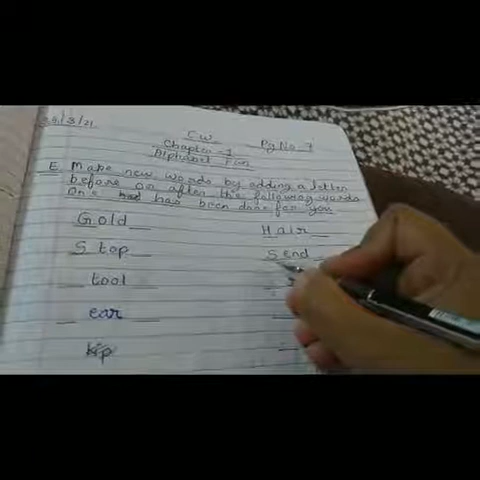 CW
Chapter-1 Pg No. 7
Alphabet Fun
E. Make new words by adding a letter
before or after the following words
One has been done for you
Gold Hair
Stop Send
tool
ear